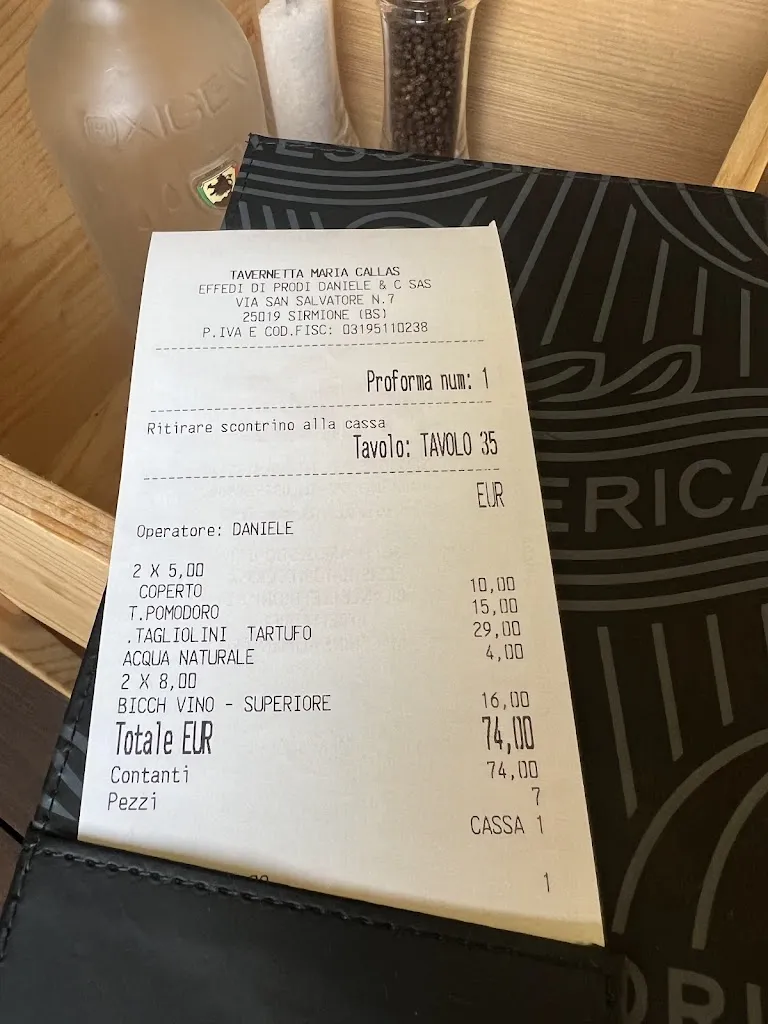 OXIGEN
TAVERNETTA MARIA CALLAS
EFFEDI DI PRODI DANIELE & C SAS
VIA SAN SALVATORE N.7
25019 SIRMIONE (BS)
P.IVA E COD.FISC: 03195110238
Proforma num: 1
Ritirare scontrino alla cassa
Tavolo: TAVOLO 35
EUR
Operatore: DANIELE
2 X 5,00
COPERTO 10,00
T.POMODORO 15,00
.TAGLIOLINI TARTUFO 29,00
ACQUA NATURALE 4,00
2 X 8,00
BICCH VINO - SUPERIORE 16,00
Totale EUR 74,00
Contanti 74,00
Pezzi 7
CASSA 1
1
ERICA